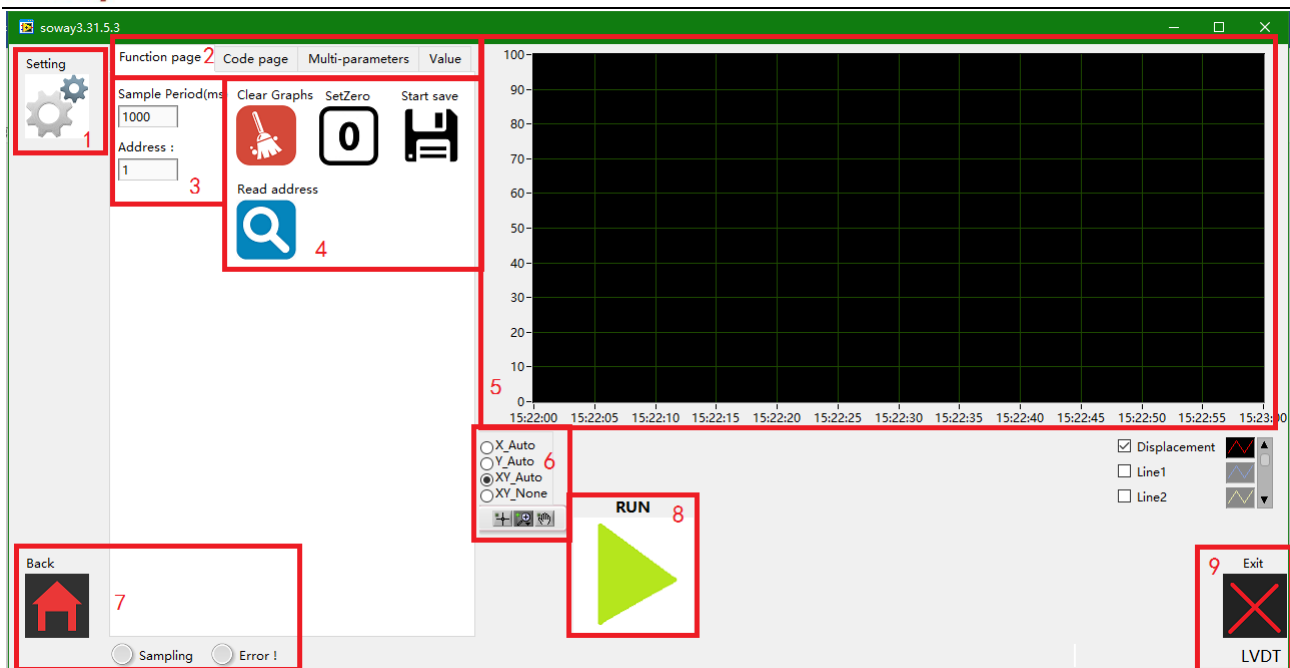 soway3.31.5.3
Setting
1
Function page 2 Code page Multi-parameters Value
Sample Period(ms
1000
Address :
1
3
Clear Graphs SetZero Start save
0
Read address
4
100
90
80
70
60
50
40
30
20
10
0
5
15:22:00 15:22:05 15:22:10 15:22:15 15:22:20 15:22:25 15:22:30 15:22:35 15:22:40 15:22:45 15:22:50 15:22:55 15:23:00
X_Auto
Y_Auto 6
XY_Auto
XY_None
Displacement
Line1
Line2
RUN 8
Back
7
Sampling Error !
9 Exit
LVDT